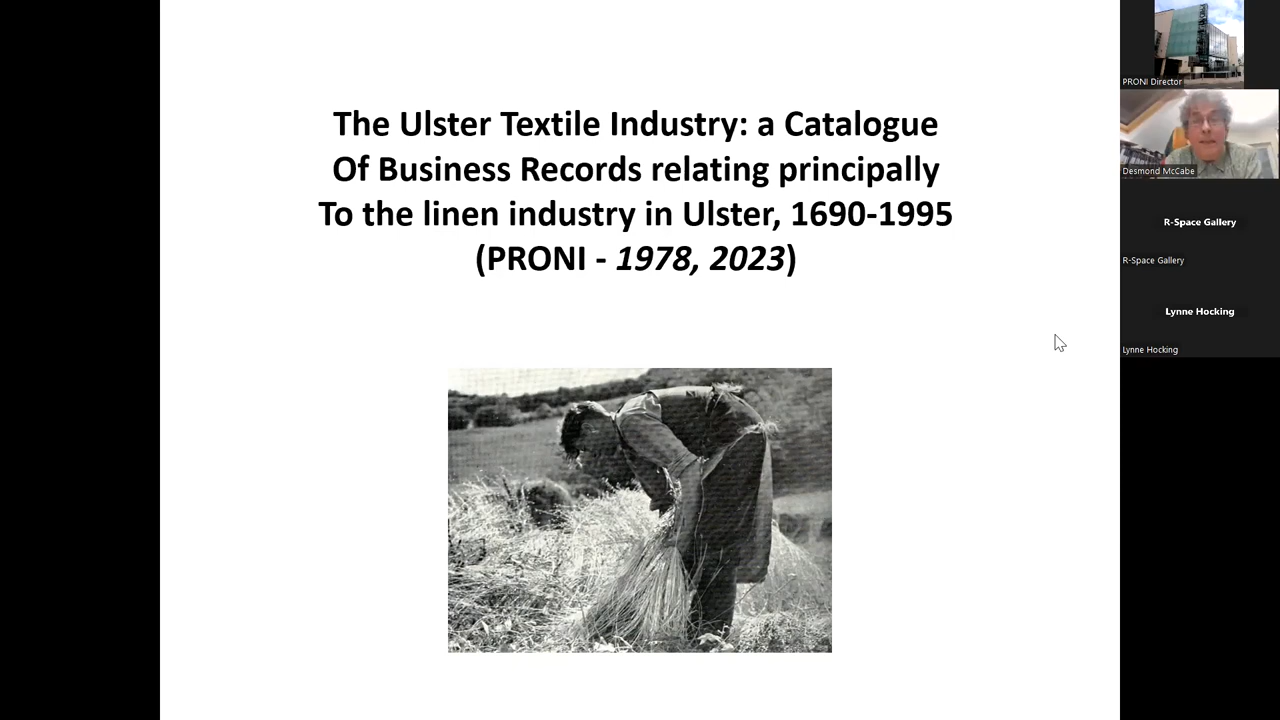 The Ulster Textile Industry: a Catalogue
Of Business Records relating principally
To the linen industry in Ulster, 1690-1995
(PRONI - 1978, 2023)
PRONI Director
Desmond McCabe
R-Space Gallery
R-Space Gallery
Lynne Hocking
Lynne Hocking